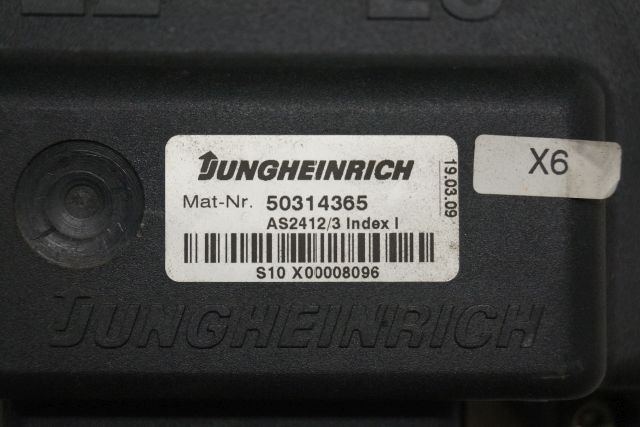 JUNGHEINRICH
Mat-Nr. 50314365
AS2412/3 Index I
S10 X00008096
19.03.09
X6
JUNGHEINRICH